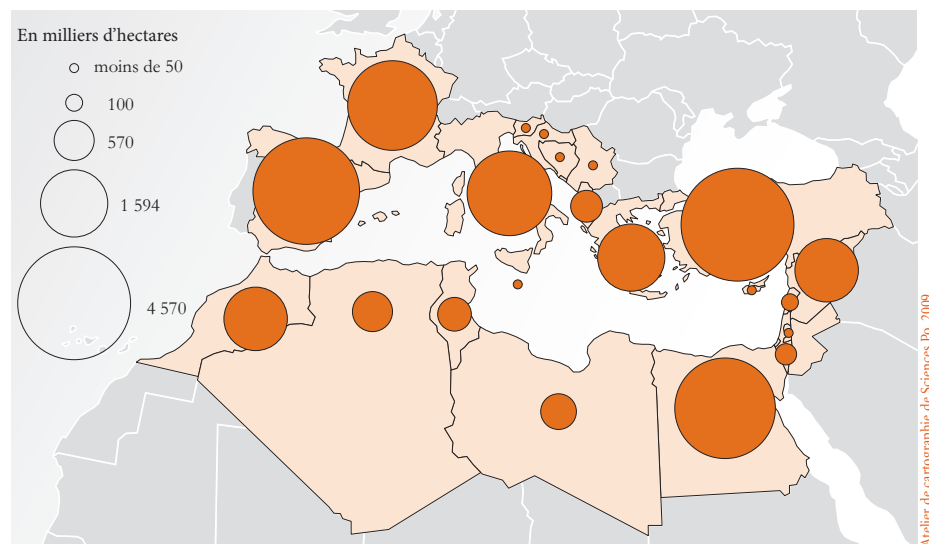 En milliers d'hectares
moins de 50
100
570
1 594
4 570
Atelier de cartographie de Sciences Po, 2009